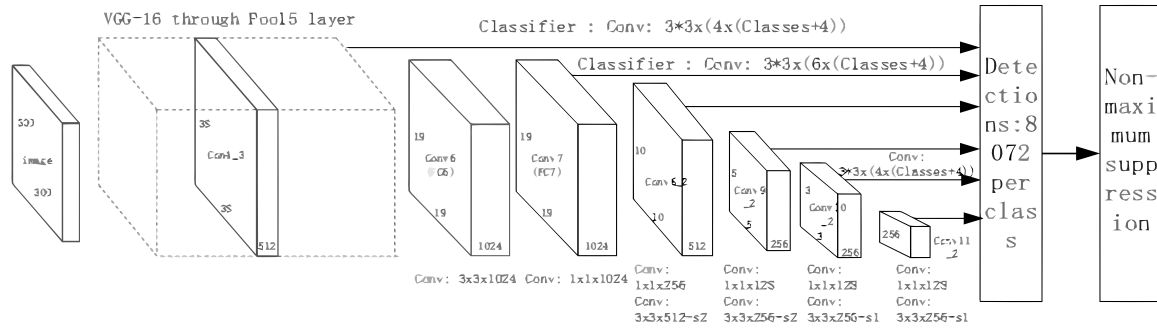 VGG-16 through Pool5 layer
Classifier : Conv: 3*3x(4x(Classes+4))
Classifier : Conv: 3*3x(6x(Classes+4))
300
image
300
38
Con4_3
38
512
19
Conv6
(FC6)
19
1024
19
Conv7
(FC7)
19
1024
10
10
512
5
Conv9
_2
5
256
3
Conv10
_2
3
256
256
Conv11
_2
Conv:
3*3x(4x(Classes+4))
Dete
ctio
ns:8
072
per
clas
s
Non-
maxi
mum
supp
ress
ion
Conv: 3x3x1024
Conv: 1x1x1024
Conv:
1x1x256
Conv:
3x3x512-s2
Conv:
1x1x128
Conv:
3x3x256-s2
Conv:
1x1x128
Conv:
3x3x256-s1
Conv:
1x1x128
Conv:
3x3x256-s1